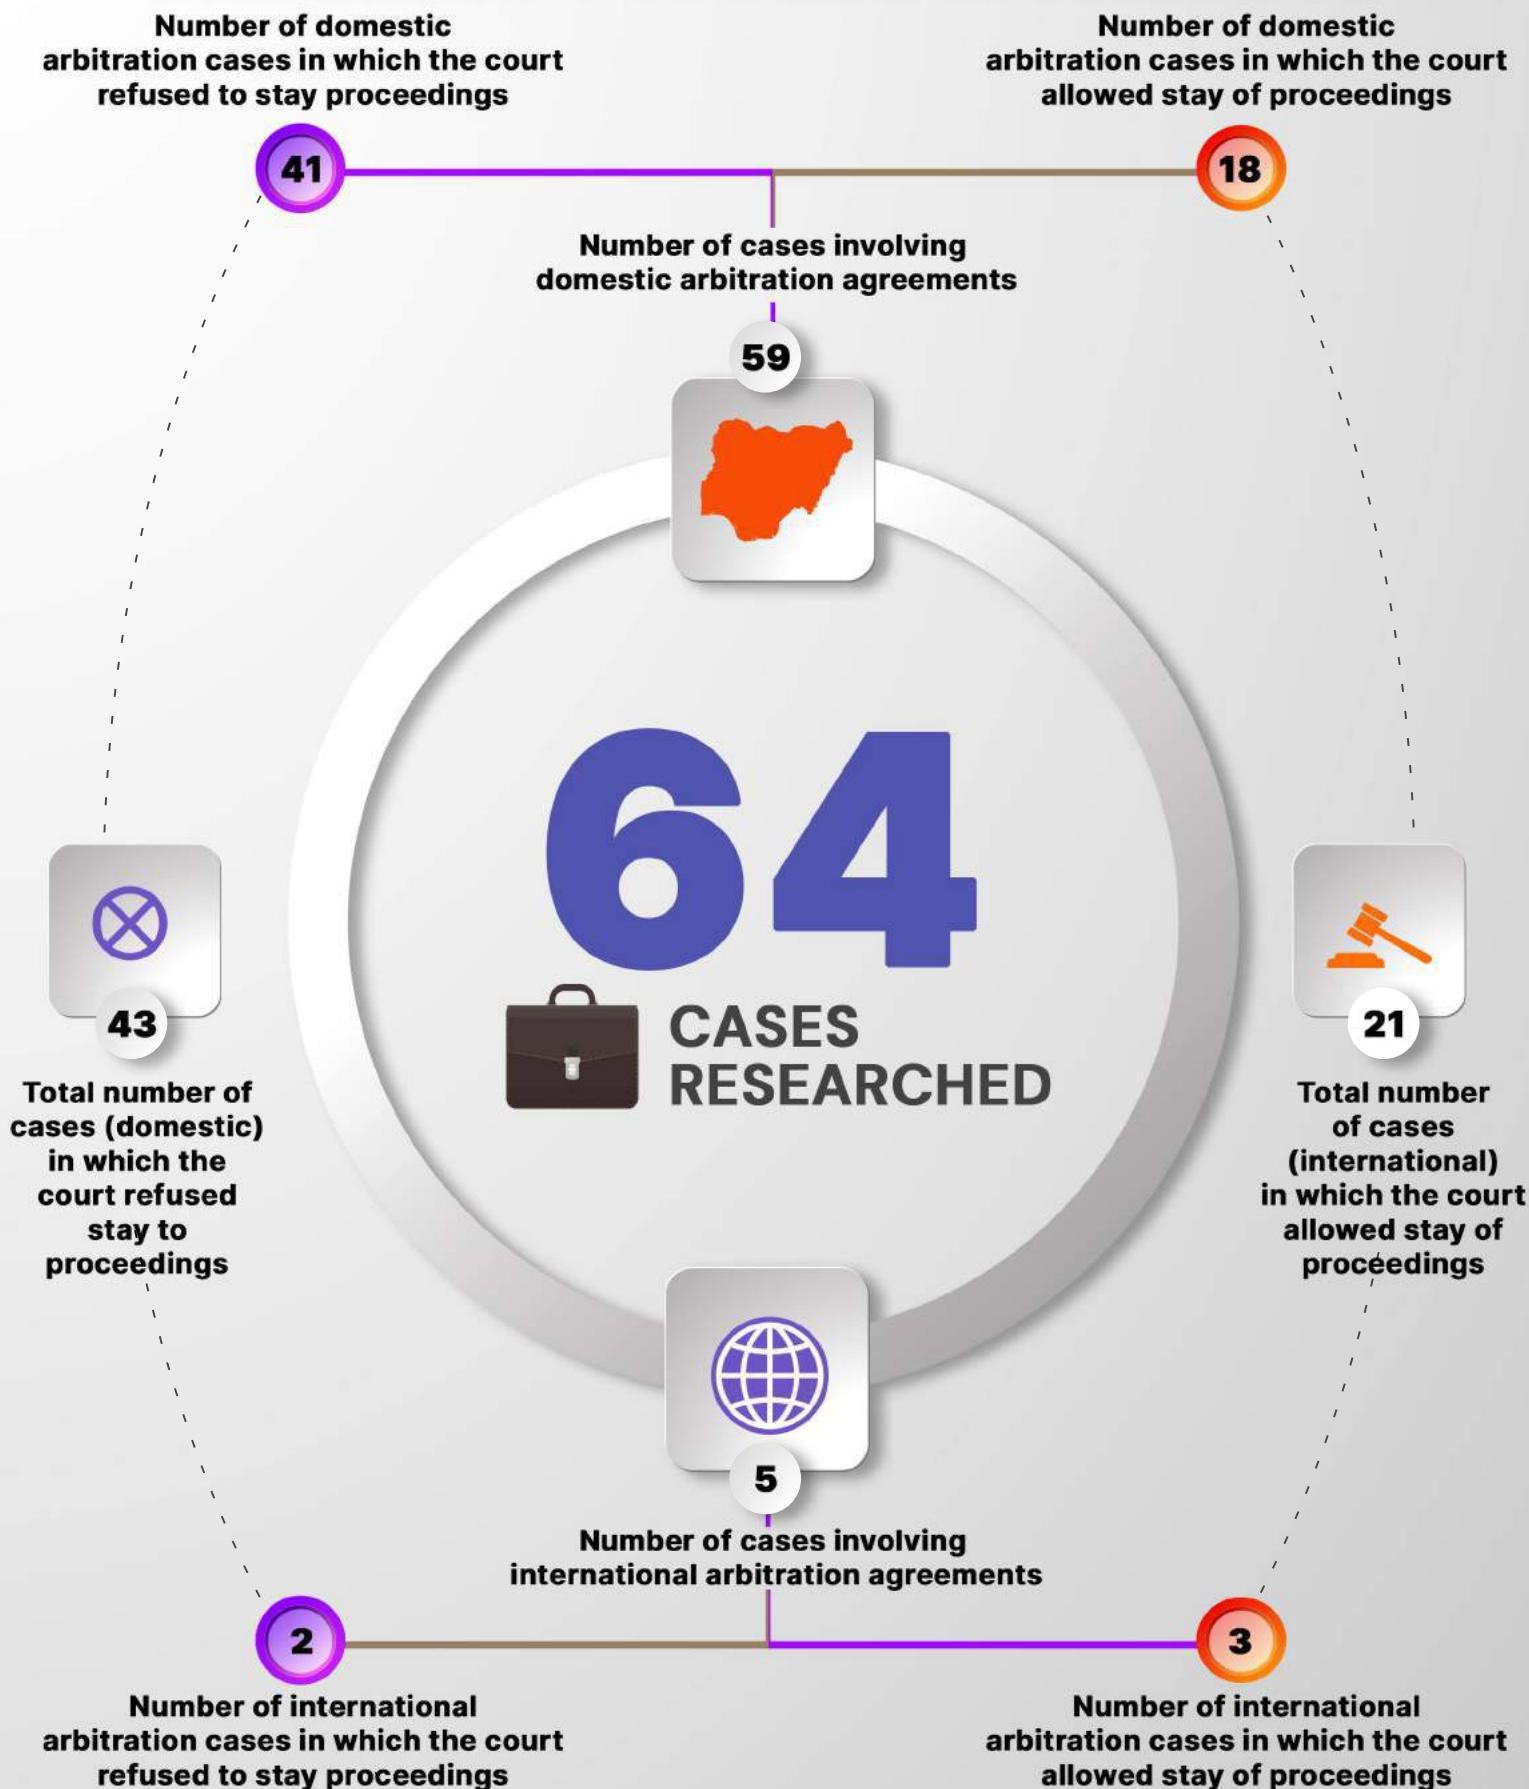 Number of domestic
arbitration cases in which the court
refused to stay proceedings
41
Number of domestic
arbitration cases in which the court
allowed stay of proceedings
18
Number of cases involving
domestic arbitration agreements
59
64
CASES
RESEARCHED
43
Total number of
cases (domestic)
in which the
court refused
stay to
proceedings
21
Total number
of cases
(international)
in which the court
allowed stay of
proceedings
5
Number of cases involving
international arbitration agreements
2
Number of international
arbitration cases in which the court
refused to stay proceedings
3
Number of international
arbitration cases in which the court
allowed stay of proceedings